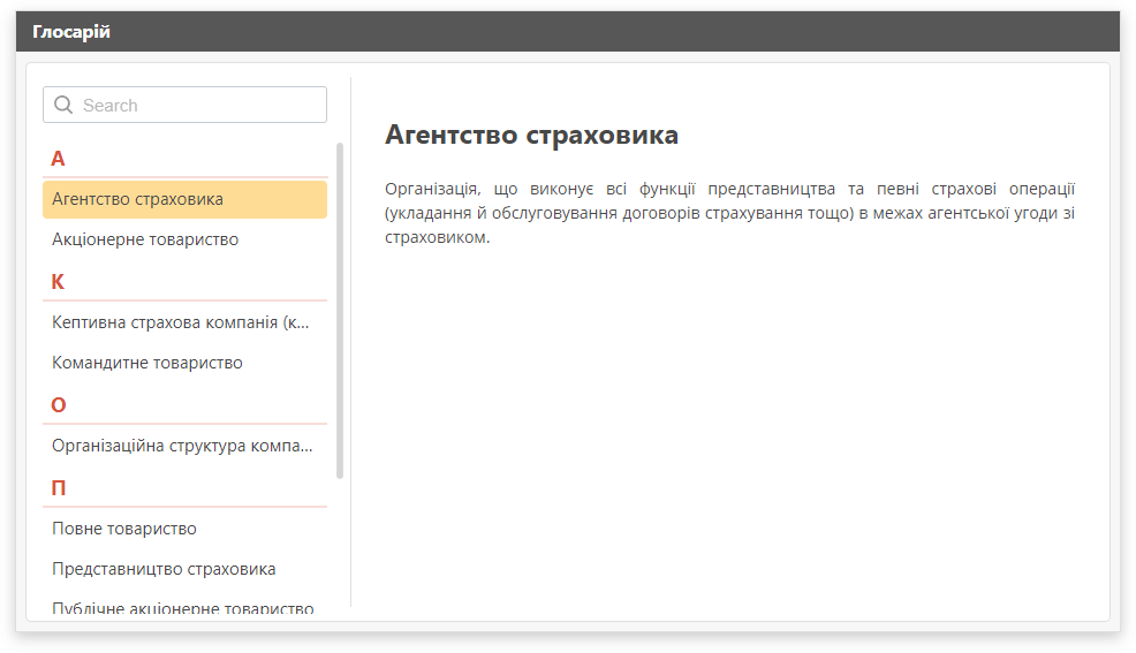 Глосарій
Search
А
Агентство страховика
Акціонерне товариство
К
Кептивна страхова компанія (к...
Командитне товариство
О
Організаційна структура компа...
П
Повне товариство
Представництво страховика
Публічне акціонерне товариство
Агентство страховика
Організація, що виконує всі функції представництва та певні страхові операції
(укладання й обслуговування договорів страхування тощо) в межах агентської угоди зі
страховиком.